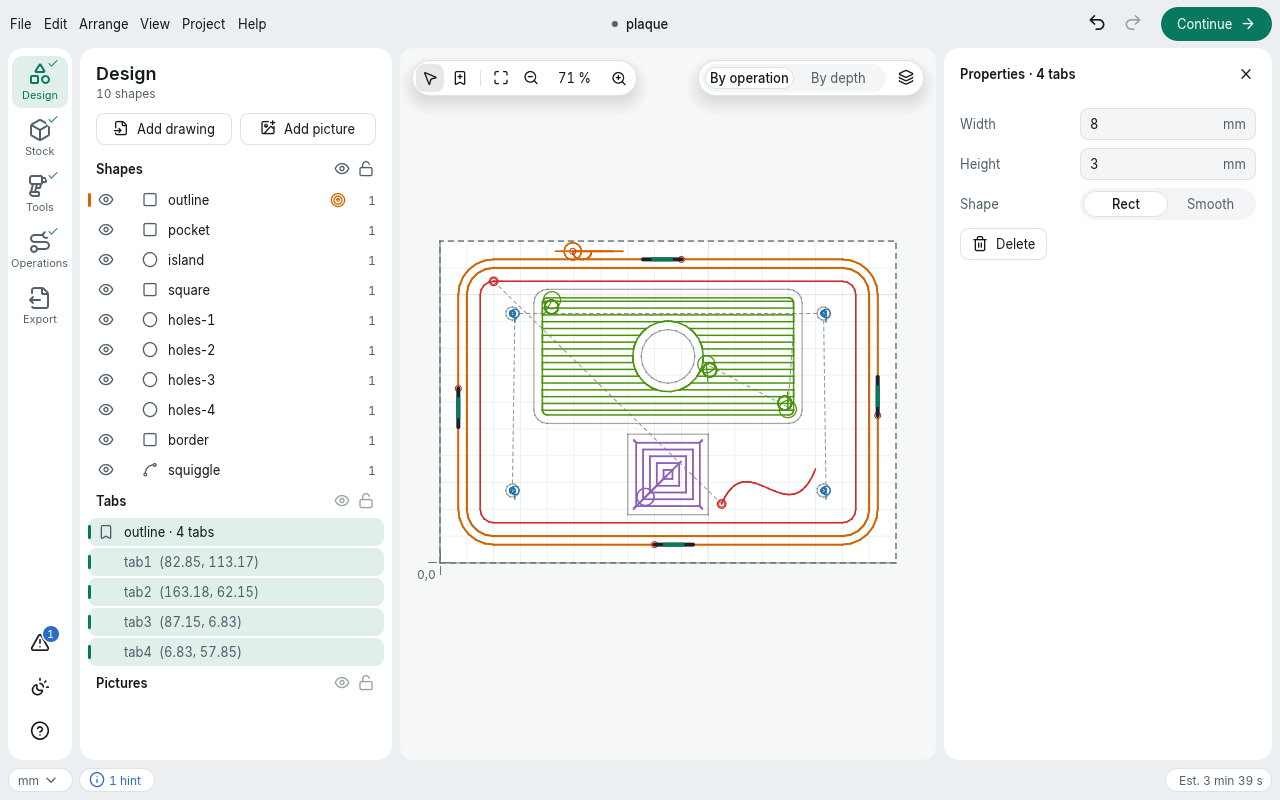 File Edit Arrange View Project Help
plaque
Continue
Design
Stock
Tools
Operations
Export
1
Design
10 shapes
Add drawing
Add picture
Shapes
outline 1
pocket 1
island 1
square 1
holes-1 1
holes-2 1
holes-3 1
holes-4 1
border 1
squiggle 1
Tabs
outline · 4 tabs
tab1 (82.85, 113.17)
tab2 (163.18, 62.15)
tab3 (87.15, 6.83)
tab4 (6.83, 57.85)
Pictures
71 %
By operation By depth
0,0
Properties · 4 tabs
Width 8 mm
Height 3 mm
Shape Rect Smooth
Delete
mm
1 hint
Est. 3 min 39 s